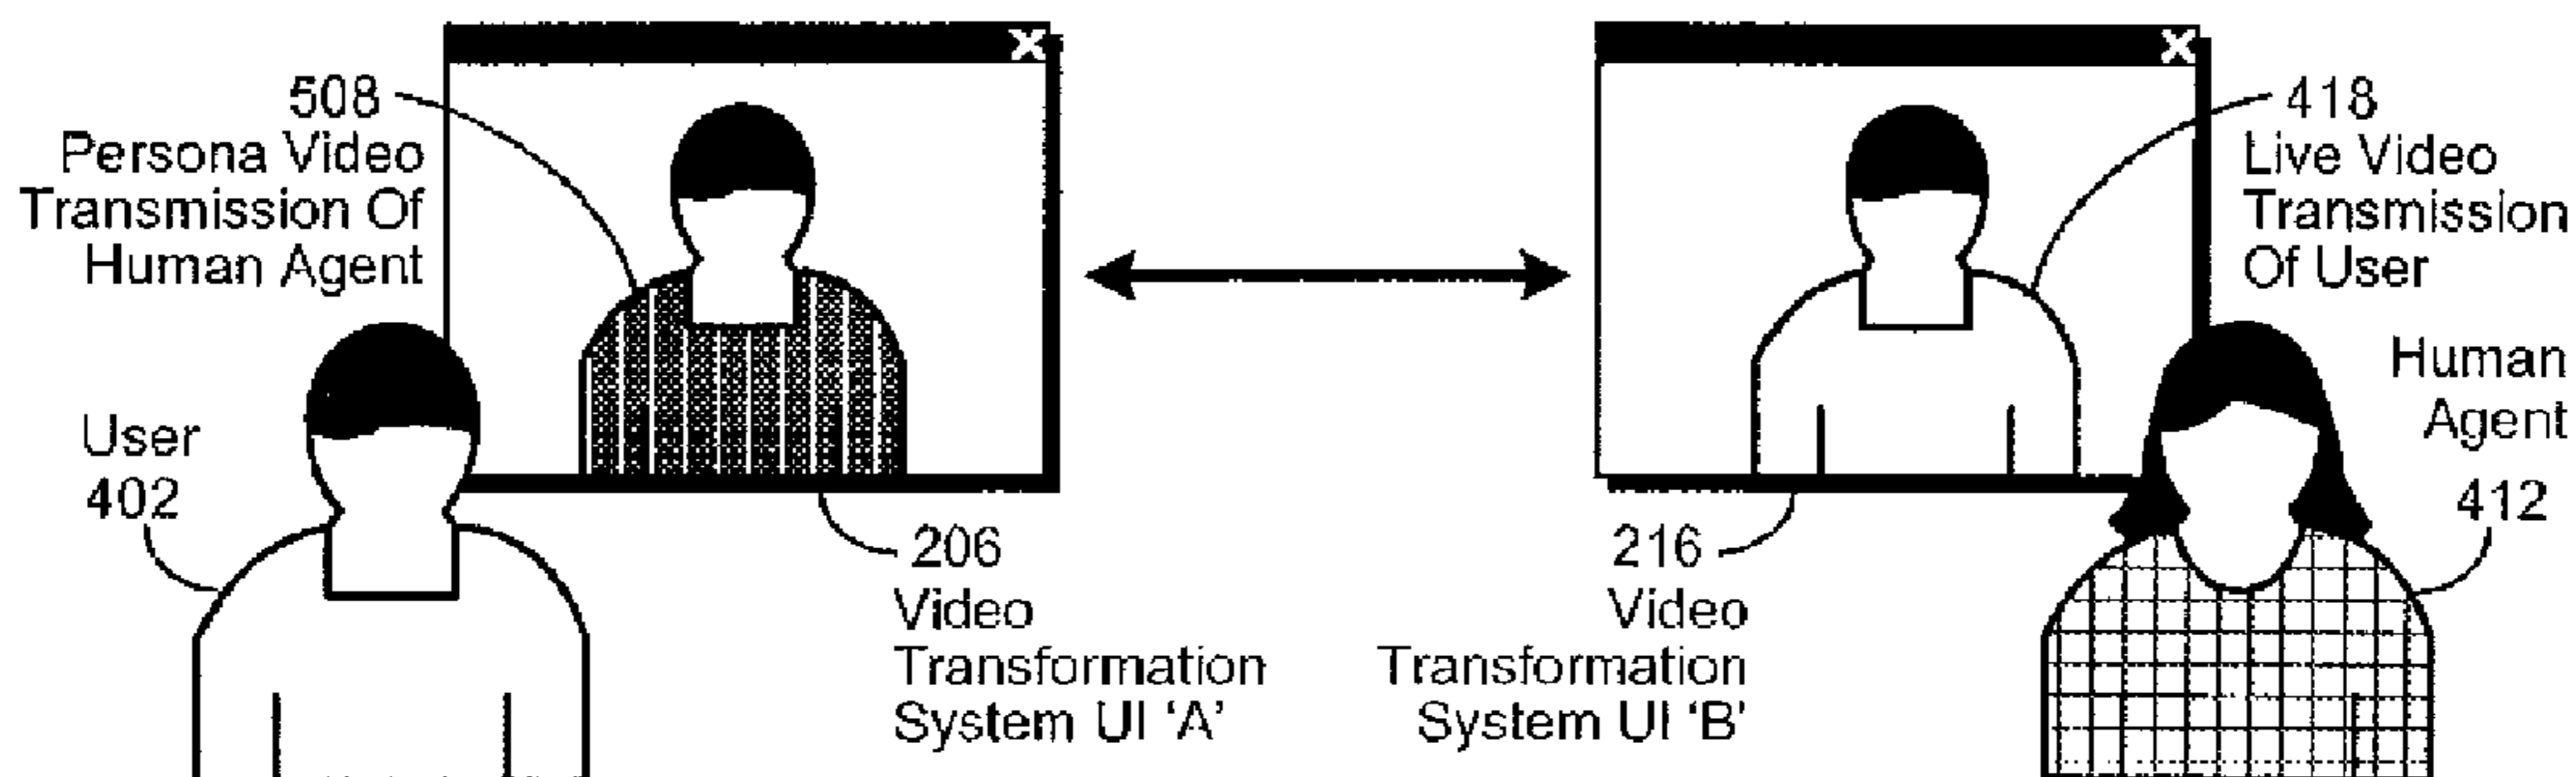 508
Persona Video
Transmission Of
Human Agent
User
402
206
Video
Transformation
System UI ‘A’
418
Live Video
Transmission
Of User
Human
Agent
412
216
Video
Transformation
System UI ‘B’
X
X